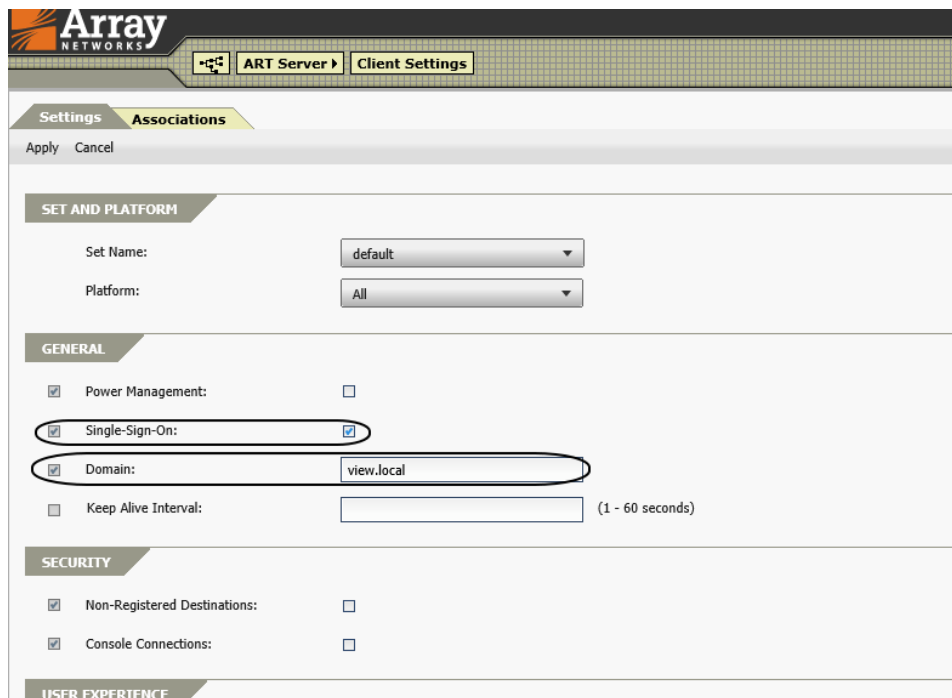 Array
NETWORKS
ART Server Client Settings
Settings Associations
Apply Cancel
SET AND PLATFORM
Set Name: default
Platform: All
GENERAL
Power Management:
Single-Sign-On:
Domain: view.local
Keep Alive Interval: (1 - 60 seconds)
SECURITY
Non-Registered Destinations:
Console Connections:
USER EXPERIENCE